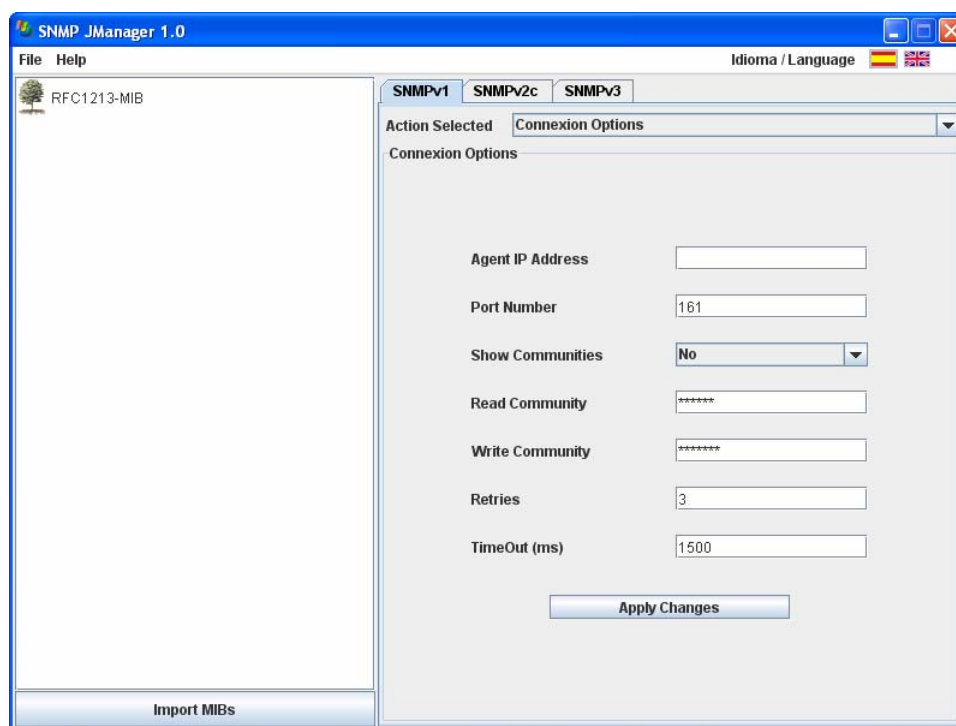 SNMP JManager 1.0
File Help Idioma / Language
RFC1213-MIB
SNMPv1 SNMPv2c SNMPv3
Action Selected Connexion Options
Connexion Options
Agent IP Address
Port Number 161
Show Communities No
Read Community ******
Write Community *******
Retries 3
TimeOut (ms) 1500
Apply Changes
Import MIBs